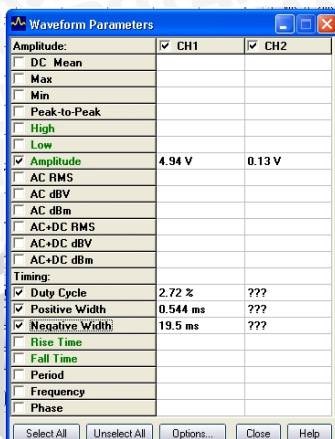 Waveform Parameters
Amplitude: CH1 CH2
DC Mean
Max
Min
Peak-to-Peak
High
Low
Amplitude 4.94 V 0.13 V
AC RMS
AC dBV
AC dBm
AC+DC RMS
AC+DC dBV
AC+DC dBm
Timing:
Duty Cycle 2.72 % ???
Positive Width 0.544 ms ???
Negative Width 19.5 ms ???
Rise Time
Fall Time
Period
Frequency
Phase
Select All Unselect All Options... Close Help